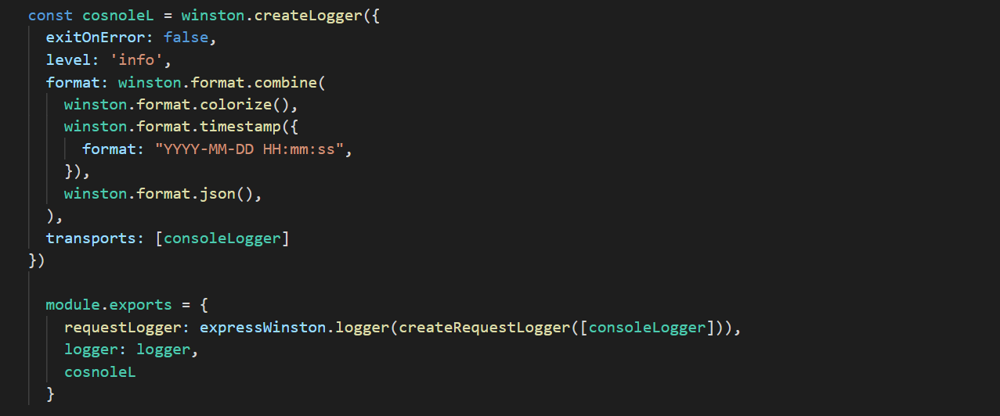 const cosnoleL = winston.createLogger({
  exitOnError: false,
  level: 'info',
  format: winston.format.combine(
    winston.format.colorize(),
    winston.format.timestamp({
      format: "YYYY-MM-DD HH:mm:ss",
    }),
    winston.format.json(),
  ),
  transports: [consoleLogger]
})
  module.exports = {
    requestLogger: expressWinston.logger(createRequestLogger([consoleLogger])),
    logger: logger,
    cosnoleL
  }